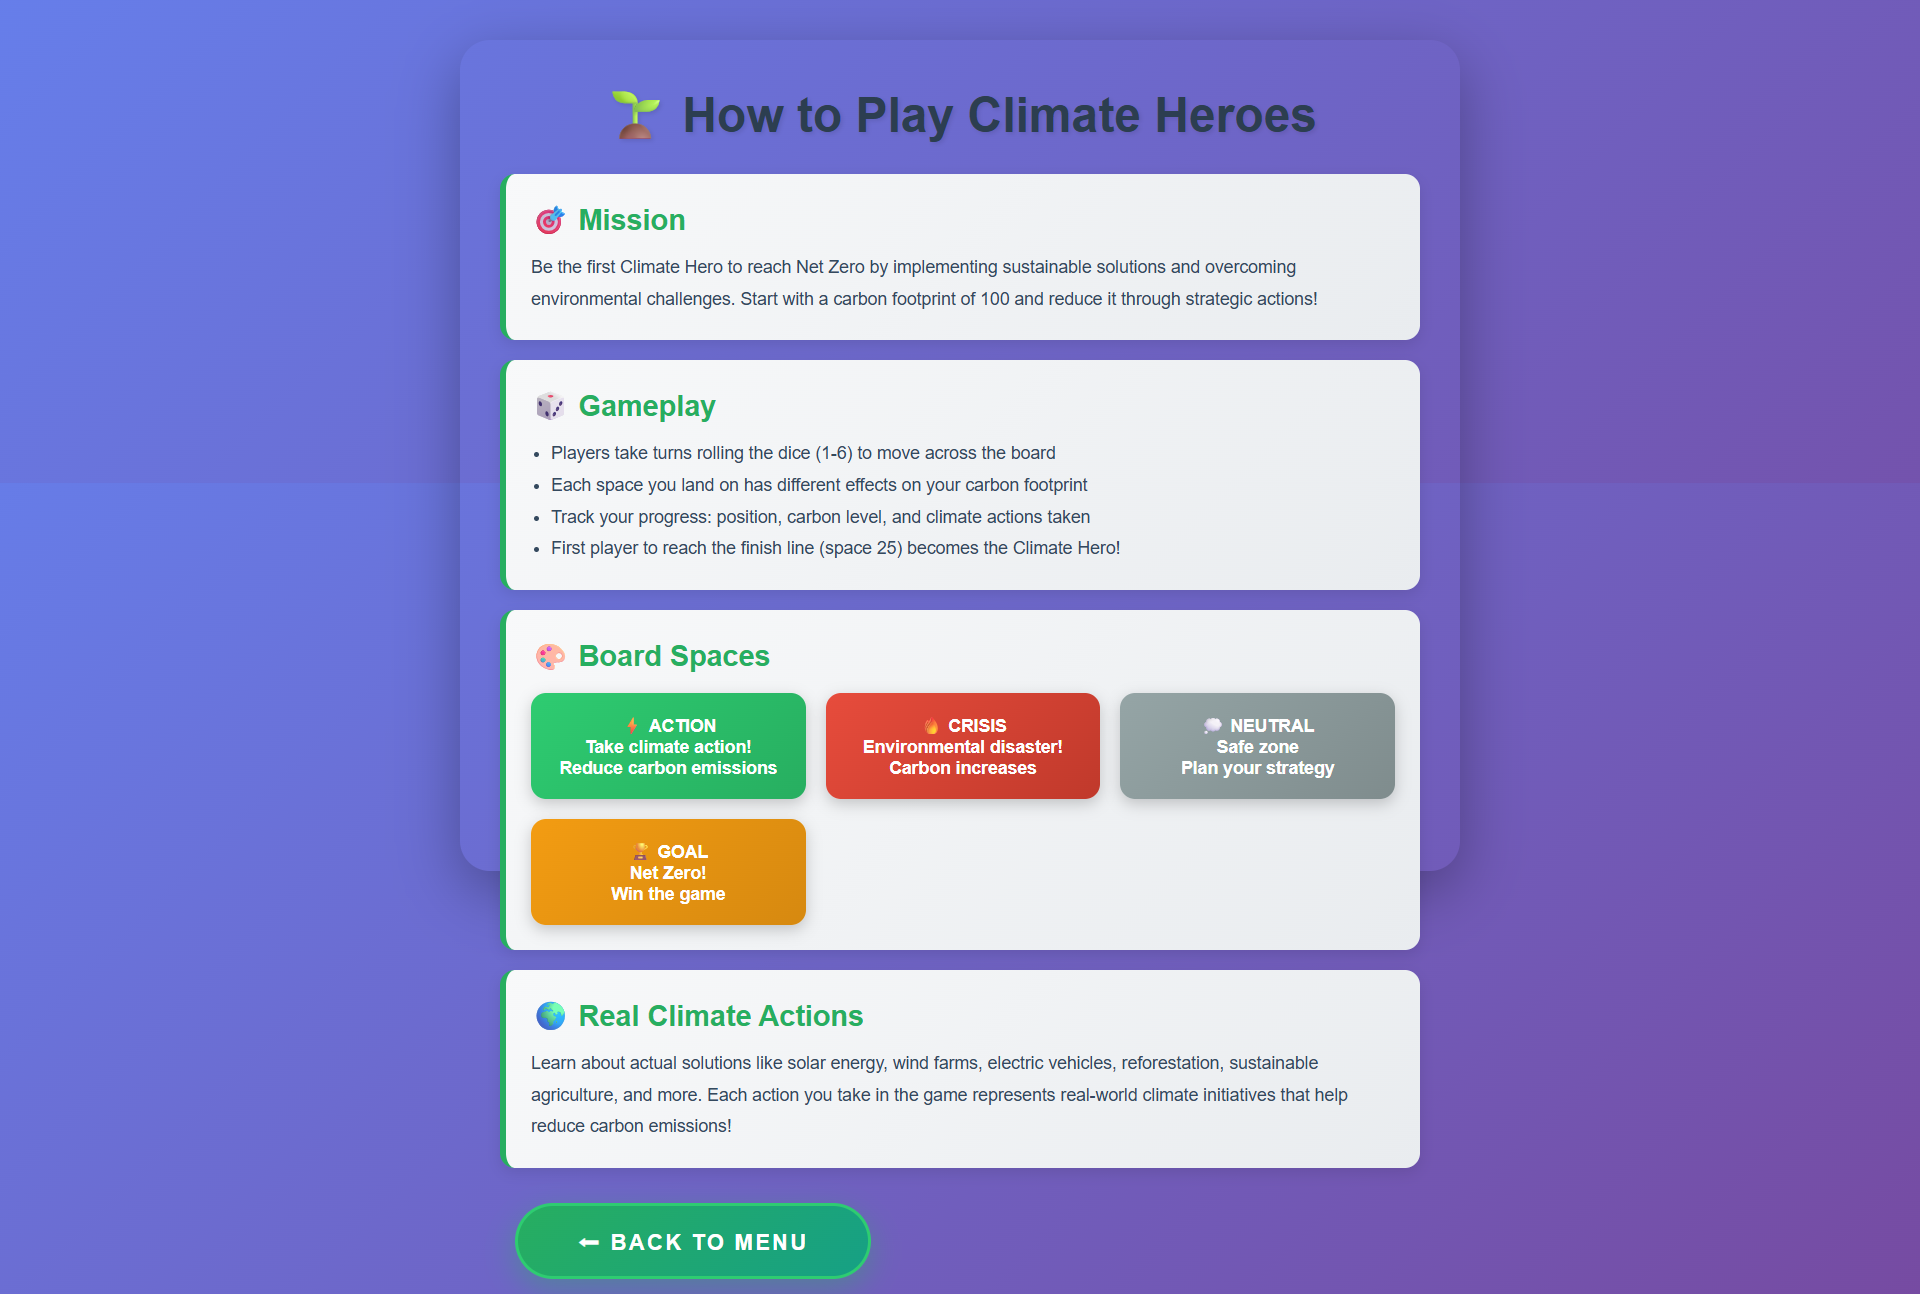 🌱 How to Play Climate Heroes
🎯 Mission
Be the first Climate Hero to reach Net Zero by implementing sustainable solutions and overcoming
environmental challenges. Start with a carbon footprint of 100 and reduce it through strategic actions!
🎲 Gameplay
• Players take turns rolling the dice (1-6) to move across the board
• Each space you land on has different effects on your carbon footprint
• Track your progress: position, carbon level, and climate actions taken
• First player to reach the finish line (space 25) becomes the Climate Hero!
🎨 Board Spaces
⚡ ACTION
Take climate action!
Reduce carbon emissions
🔥 CRISIS
Environmental disaster!
Carbon increases
💭 NEUTRAL
Safe zone
Plan your strategy
🏆 GOAL
Net Zero!
Win the game
🌍 Real Climate Actions
Learn about actual solutions like solar energy, wind farms, electric vehicles, reforestation, sustainable
agriculture, and more. Each action you take in the game represents real-world climate initiatives that help
reduce carbon emissions!
⬅ BACK TO MENU